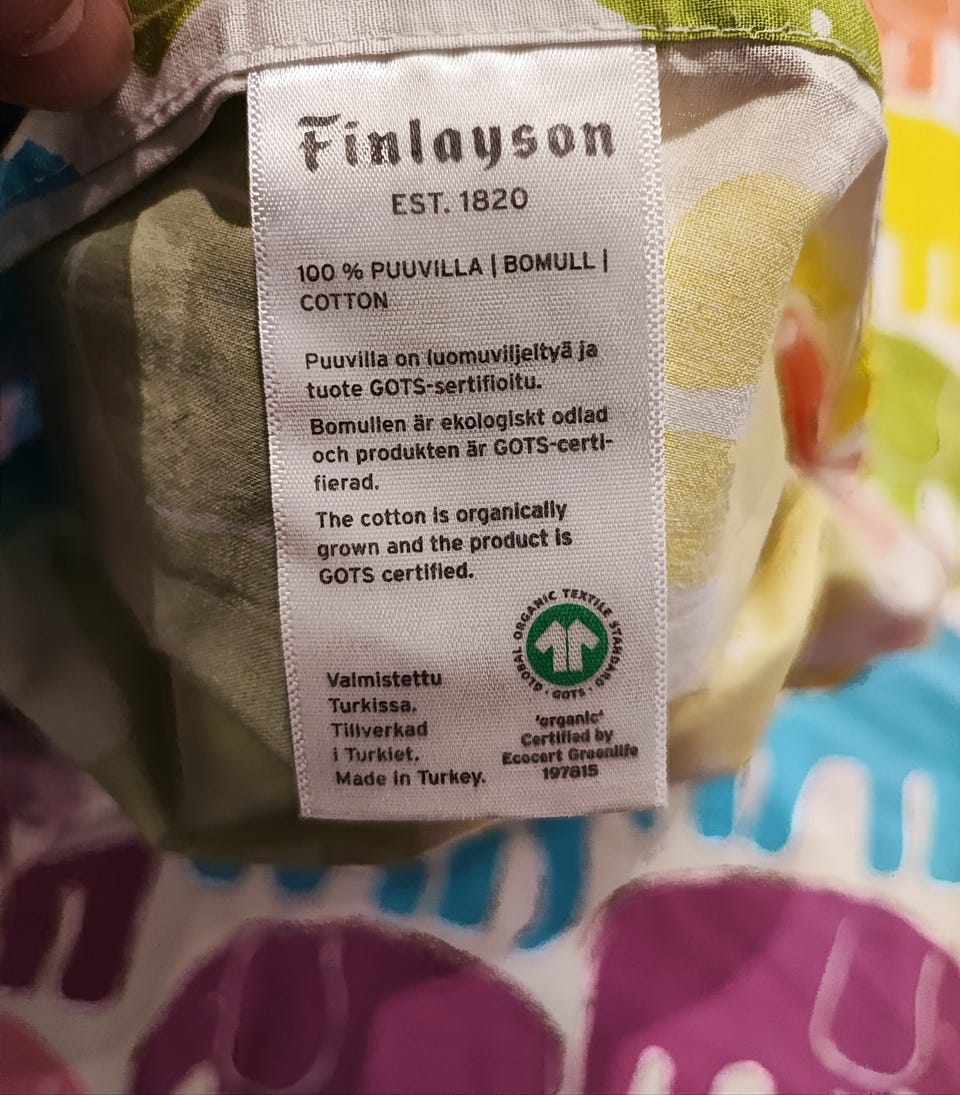 Finlayson
EST. 1820
100 % PUUVILLA | BOMULL |
COTTON
Puuvilla on luomuviljeltyä ja
tuote GOTS-sertifioitu.
Bomullen är ekologiskt odlad
och produkten är GOTS-certi-
fierad.
The cotton is organically
grown and the product is
GOTS certified.
GLOBAL ORGANIC TEXTILE STANDARD
· GOTS ·
Valmistettu
Turkissa.
Tillverkad
i Turkiet.
Made in Turkey.
'organic'
Certified by
Ecocert Greenlife
197815